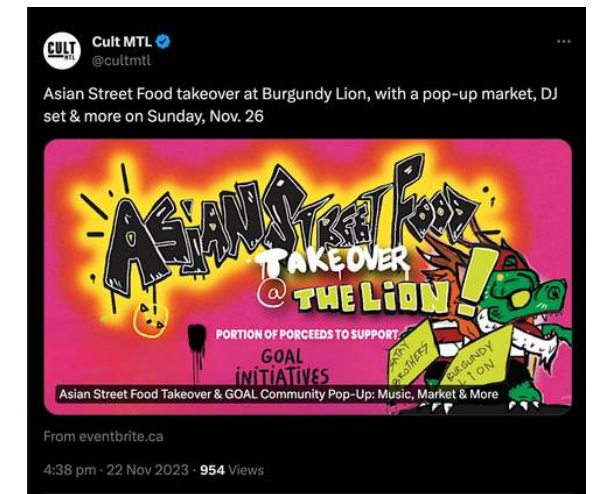 CULT
MTL
Cult MTL
@cultmtl
Asian Street Food takeover at Burgundy Lion, with a pop-up market, DJ
set & more on Sunday, Nov. 26
ASIAN STREET FOOD
TAKEOVER
@ THE LION!
PORTION OF PORCEEDS TO SUPPORT
GOAL
INITIATIVES
SATAY
BROTHERS
BURGUNDY
LION
Asian Street Food Takeover & GOAL Community Pop-Up: Music, Market & More
From eventbrite.ca
4:38 pm · 22 Nov 2023 · 954 Views